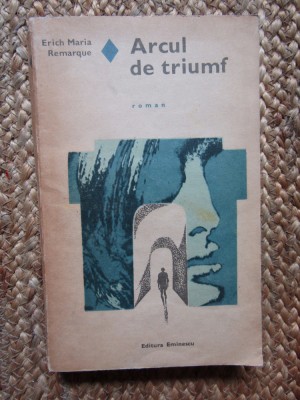 Erich Maria
Remarque
Arcul
de triumf
roman
Editura Eminescu